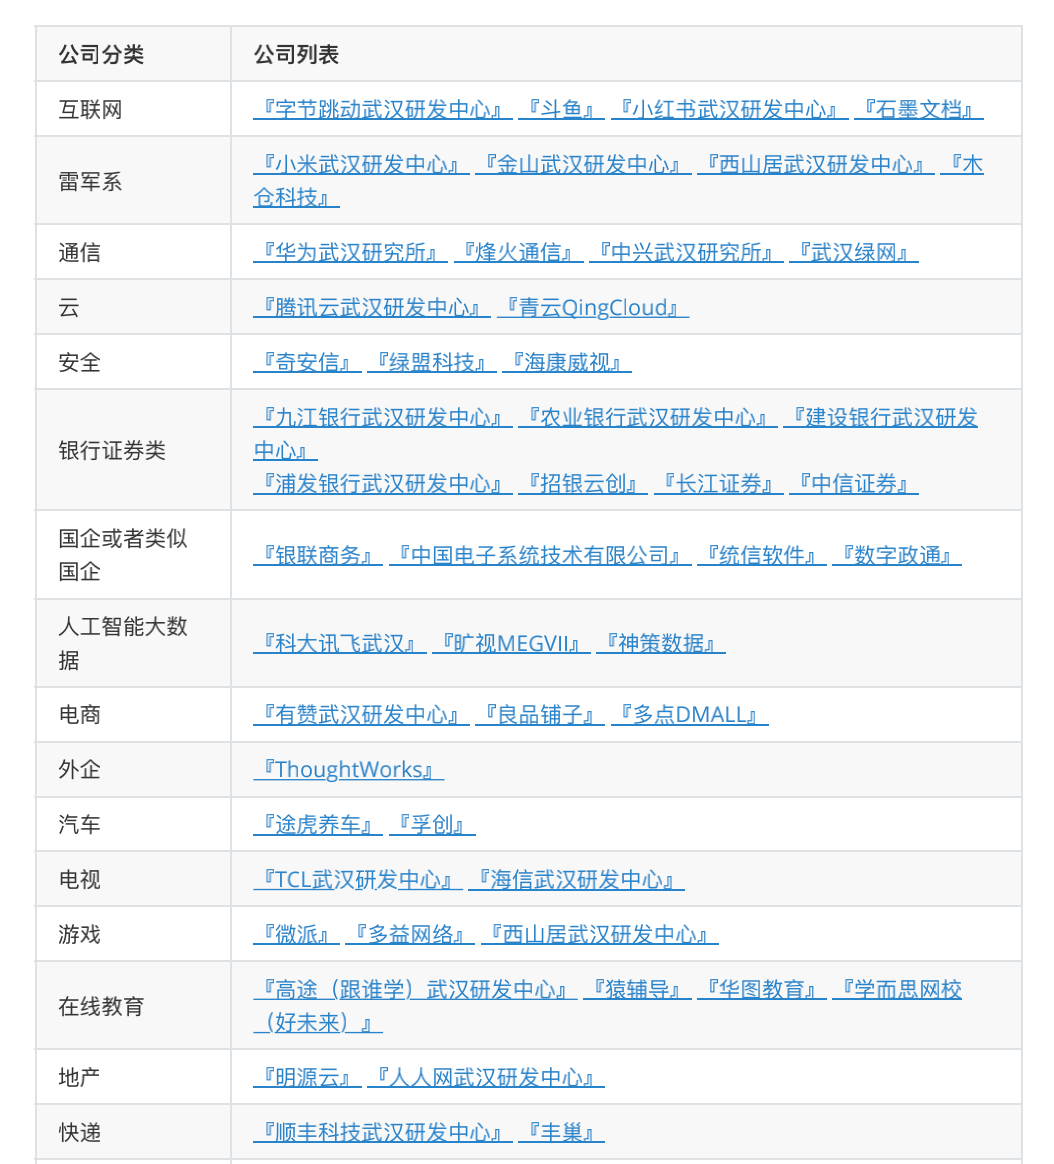 公司分类
公司列表
互联网
『字节跳动武汉研发中心』 『斗鱼』 『小红书武汉研发中心』 『石墨文档』
雷军系
『小米武汉研发中心』 『金山武汉研发中心』 『西山居武汉研发中心』 『木
仓科技』
通信
『华为武汉研究所』 『烽火通信』 『中兴武汉研究所』 『武汉绿网』
云
『腾讯云武汉研发中心』 『青云QingCloud』
安全
『奇安信』 『绿盟科技』 『海康威视』
银行证券类
『九江银行武汉研发中心』 『农业银行武汉研发中心』 『建设银行武汉研发
中心』
『浦发银行武汉研发中心』 『招银云创』 『长江证券』 『中信证券』
国企或者类似
国企
『银联商务』 『中国电子系统技术有限公司』 『统信软件』 『数字政通』
人工智能大数
据
『科大讯飞武汉』 『旷视MEGVII』 『神策数据』
电商
『有赞武汉研发中心』 『良品铺子』 『多点DMALL』
外企
『ThoughtWorks』
汽车
『途虎养车』 『孚创』
电视
『TCL武汉研发中心』 『海信武汉研发中心』
游戏
『微派』 『多益网络』 『西山居武汉研发中心』
在线教育
『高途（跟谁学）武汉研发中心』 『猿辅导』 『华图教育』 『学而思网校
（好未来）』
地产
『明源云』 『人人网武汉研发中心』
快递
『顺丰科技武汉研发中心』 『丰巢』